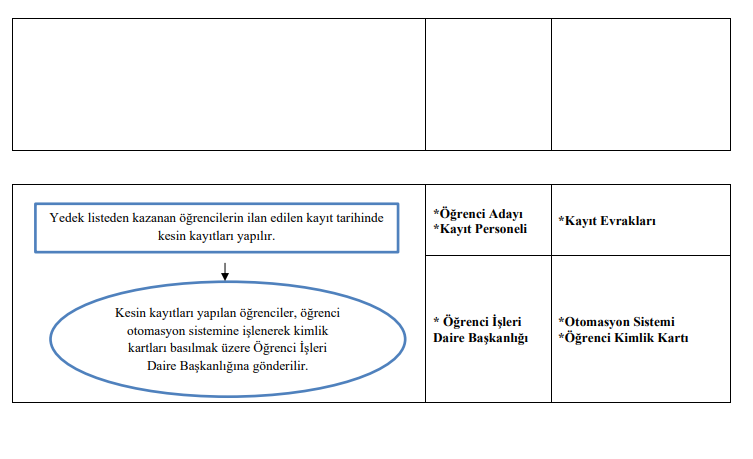 Yedek listeden kazanan öğrencilerin ilan edilen kayıt tarihinde
kesin kayıtları yapılır.
*Öğrenci Adayı
*Kayıt Personeli
*Kayıt Evrakları
Kesin kayıtları yapılan öğrenciler, öğrenci
otomasyon sistemine işlenerek kimlik
kartları basılmak üzere Öğrenci İşleri
Daire Başkanlığına gönderilir.
* Öğrenci İşleri
Daire Başkanlığı
*Otomasyon Sistemi
*Öğrenci Kimlik Kartı